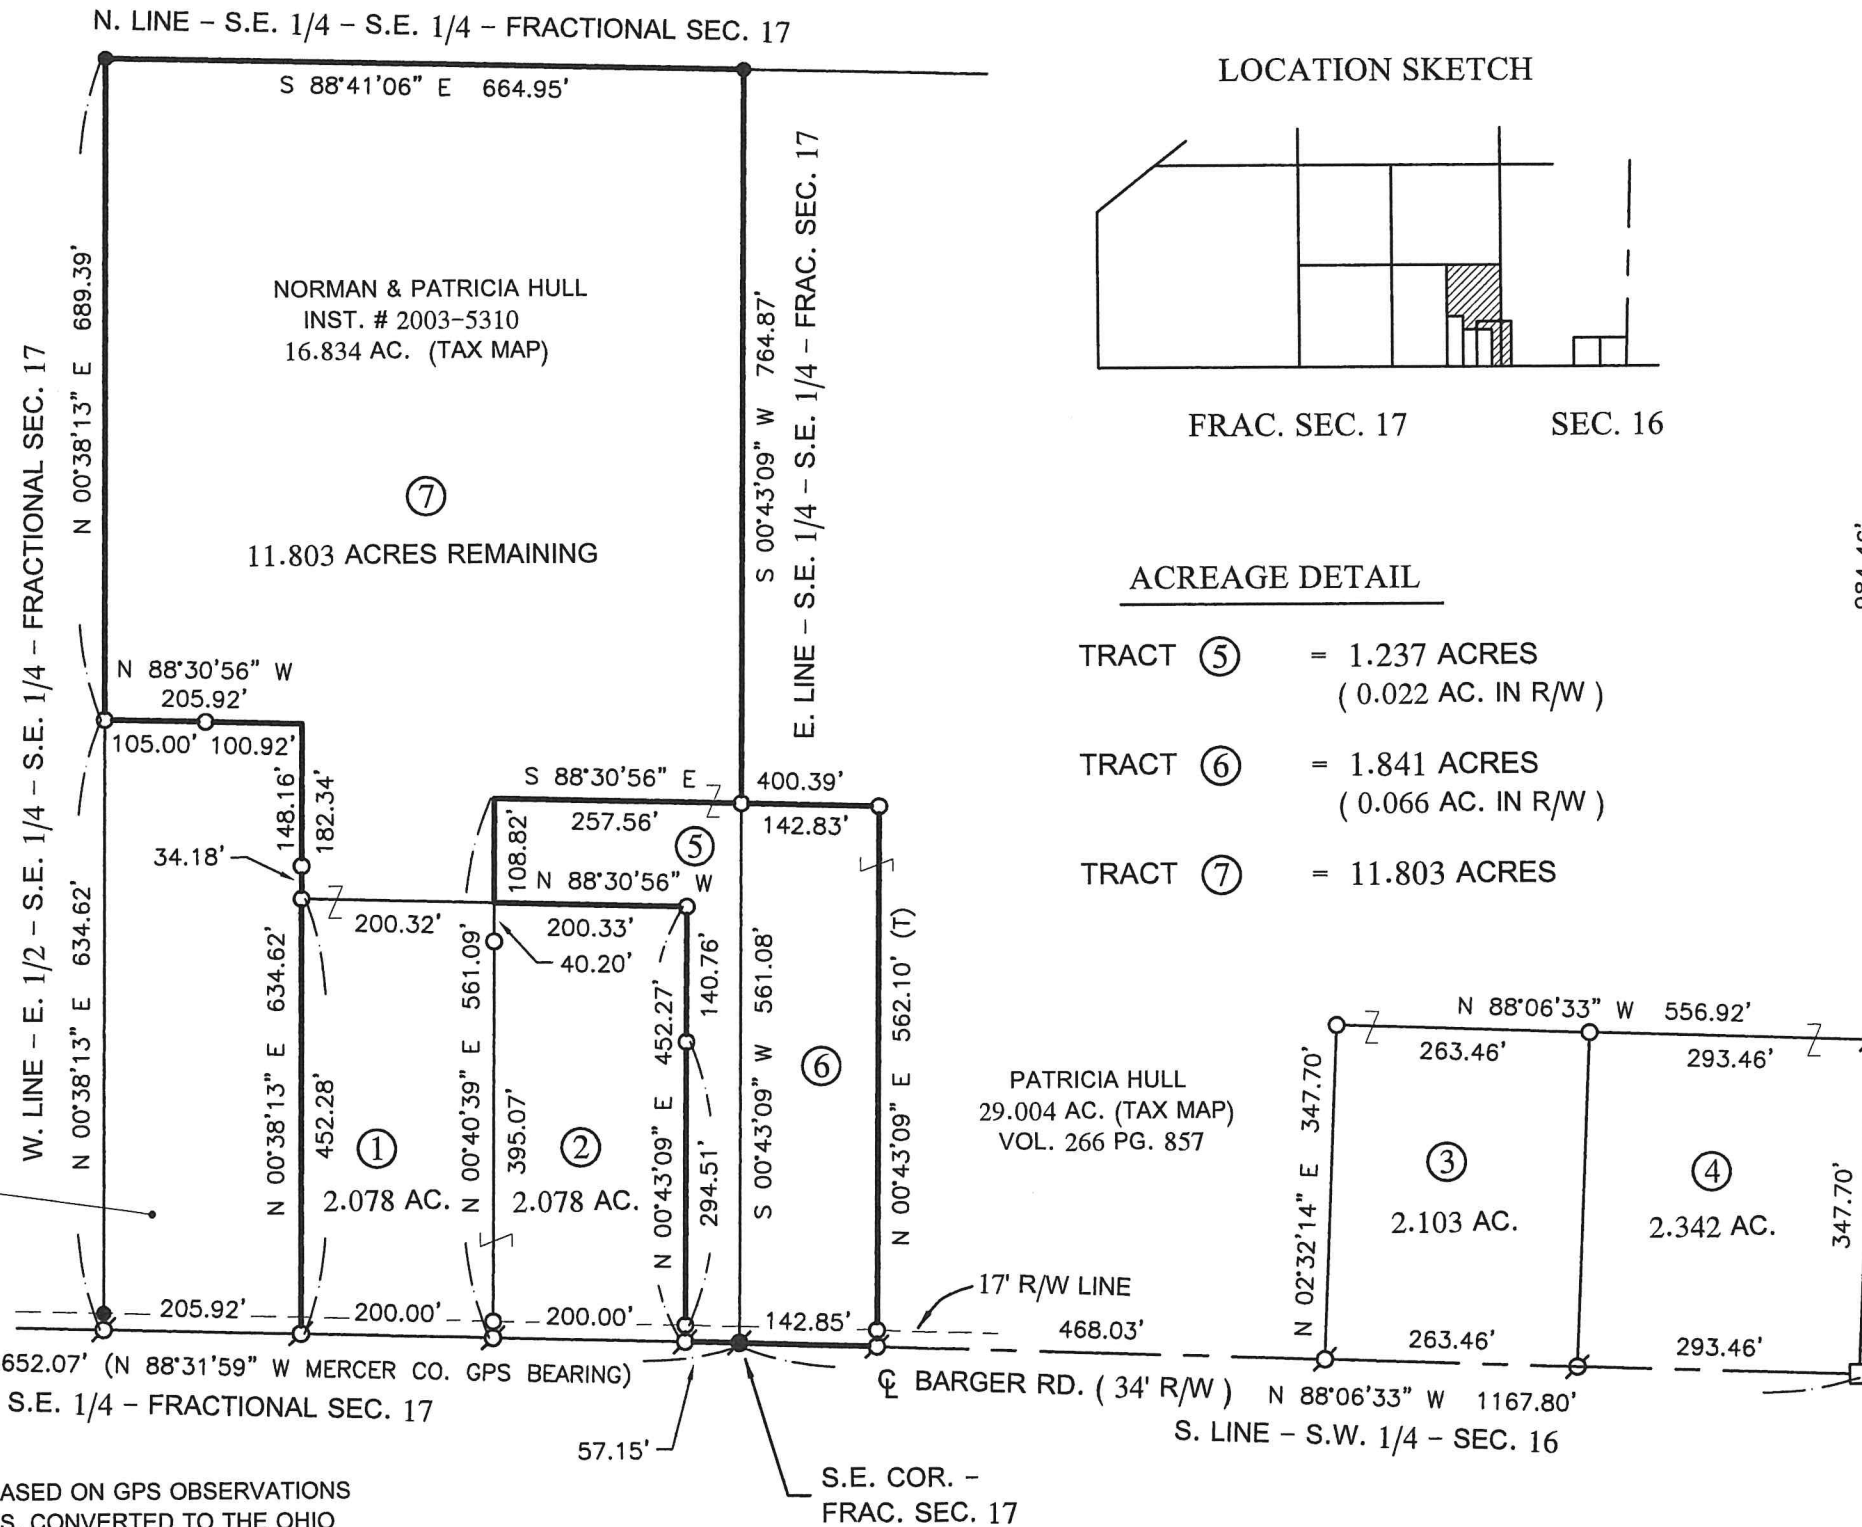 N. LINE – S.E. 1/4 – S.E. 1/4 – FRACTIONAL SEC. 17
S 88°41'06" E 664.95'
LOCATION SKETCH
FRAC. SEC. 17
SEC. 16
W. LINE – E. 1/2 – S.E. 1/4 – S.E. 1/4 – FRACTIONAL SEC. 17
N 00°38'13" E 689.39'
NORMAN & PATRICIA HULL
INST. # 2003-5310
16.834 AC. (TAX MAP)
7
11.803 ACRES REMAINING
S 00°43'09" W 764.87'
E. LINE – S.E. 1/4 – S.E. 1/4 – FRAC. SEC. 17
ACREAGE DETAIL
TRACT 5 = 1.237 ACRES
( 0.022 AC. IN R/W )
TRACT 6 = 1.841 ACRES
( 0.066 AC. IN R/W )
TRACT 7 = 11.803 ACRES
N 88°30'56" W
205.92'
105.00' 100.92'
148.16'
182.34'
34.18'
S 88°30'56" E 400.39'
257.56'
142.83'
108.82'
5
N 88°30'56" W
200.32'
200.33'
40.20'
N 00°38'13" E 634.62'
N 00°38'13" E 634.62'
452.28'
1
2.078 AC.
N 00°40'39" E 561.09'
395.07'
2
2.078 AC.
N 00°43'09" E 452.27'
140.76'
294.51'
S 00°43'09" W 561.08'
6
N 00°43'09" E 562.10' (T)
PATRICIA HULL
29.004 AC. (TAX MAP)
VOL. 266 PG. 857
N 88°06'33" W 556.92'
263.46'
293.46'
N 02°32'14" E 347.70'
3
2.103 AC.
4
2.342 AC.
347.70'
17' R/W LINE
205.92'
200.00'
200.00'
142.85'
468.03'
263.46'
293.46'
652.07' (N 88°31'59" W MERCER CO. GPS BEARING)
S.E. 1/4 – FRACTIONAL SEC. 17
℄ BARGER RD. ( 34' R/W ) N 88°06'33" W 1167.80'
S. LINE – S.W. 1/4 – SEC. 16
57.15'
S.E. COR. –
FRAC. SEC. 17
ASED ON GPS OBSERVATIONS
S. CONVERTED TO THE OHIO